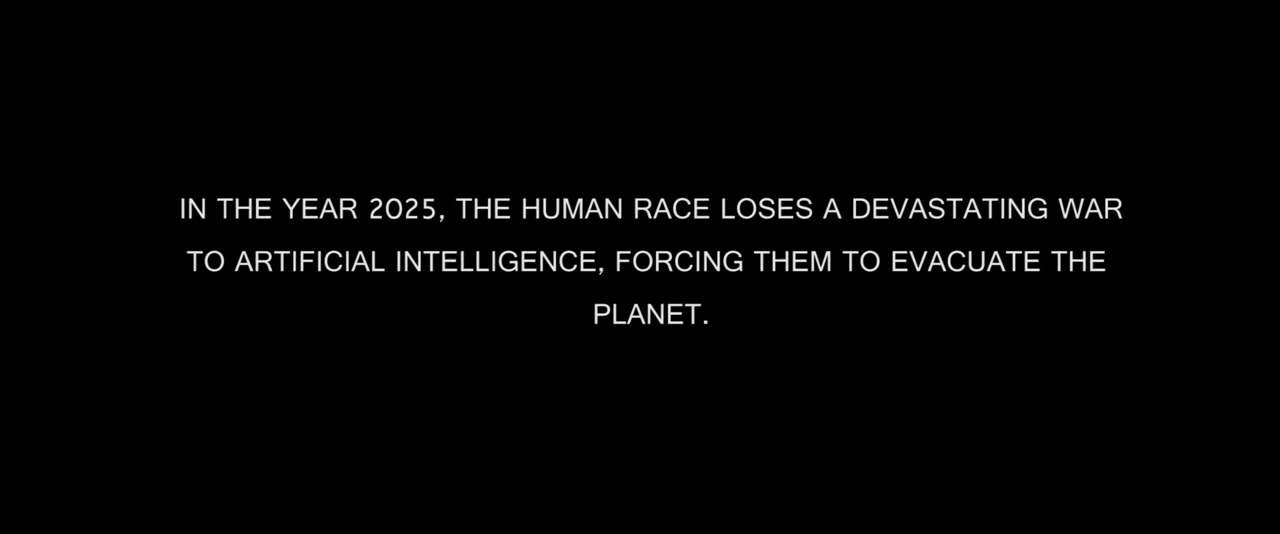 IN THE YEAR 2025, THE HUMAN RACE LOSES A DEVASTATING WAR
TO ARTIFICIAL INTELLIGENCE, FORCING THEM TO EVACUATE THE
PLANET.